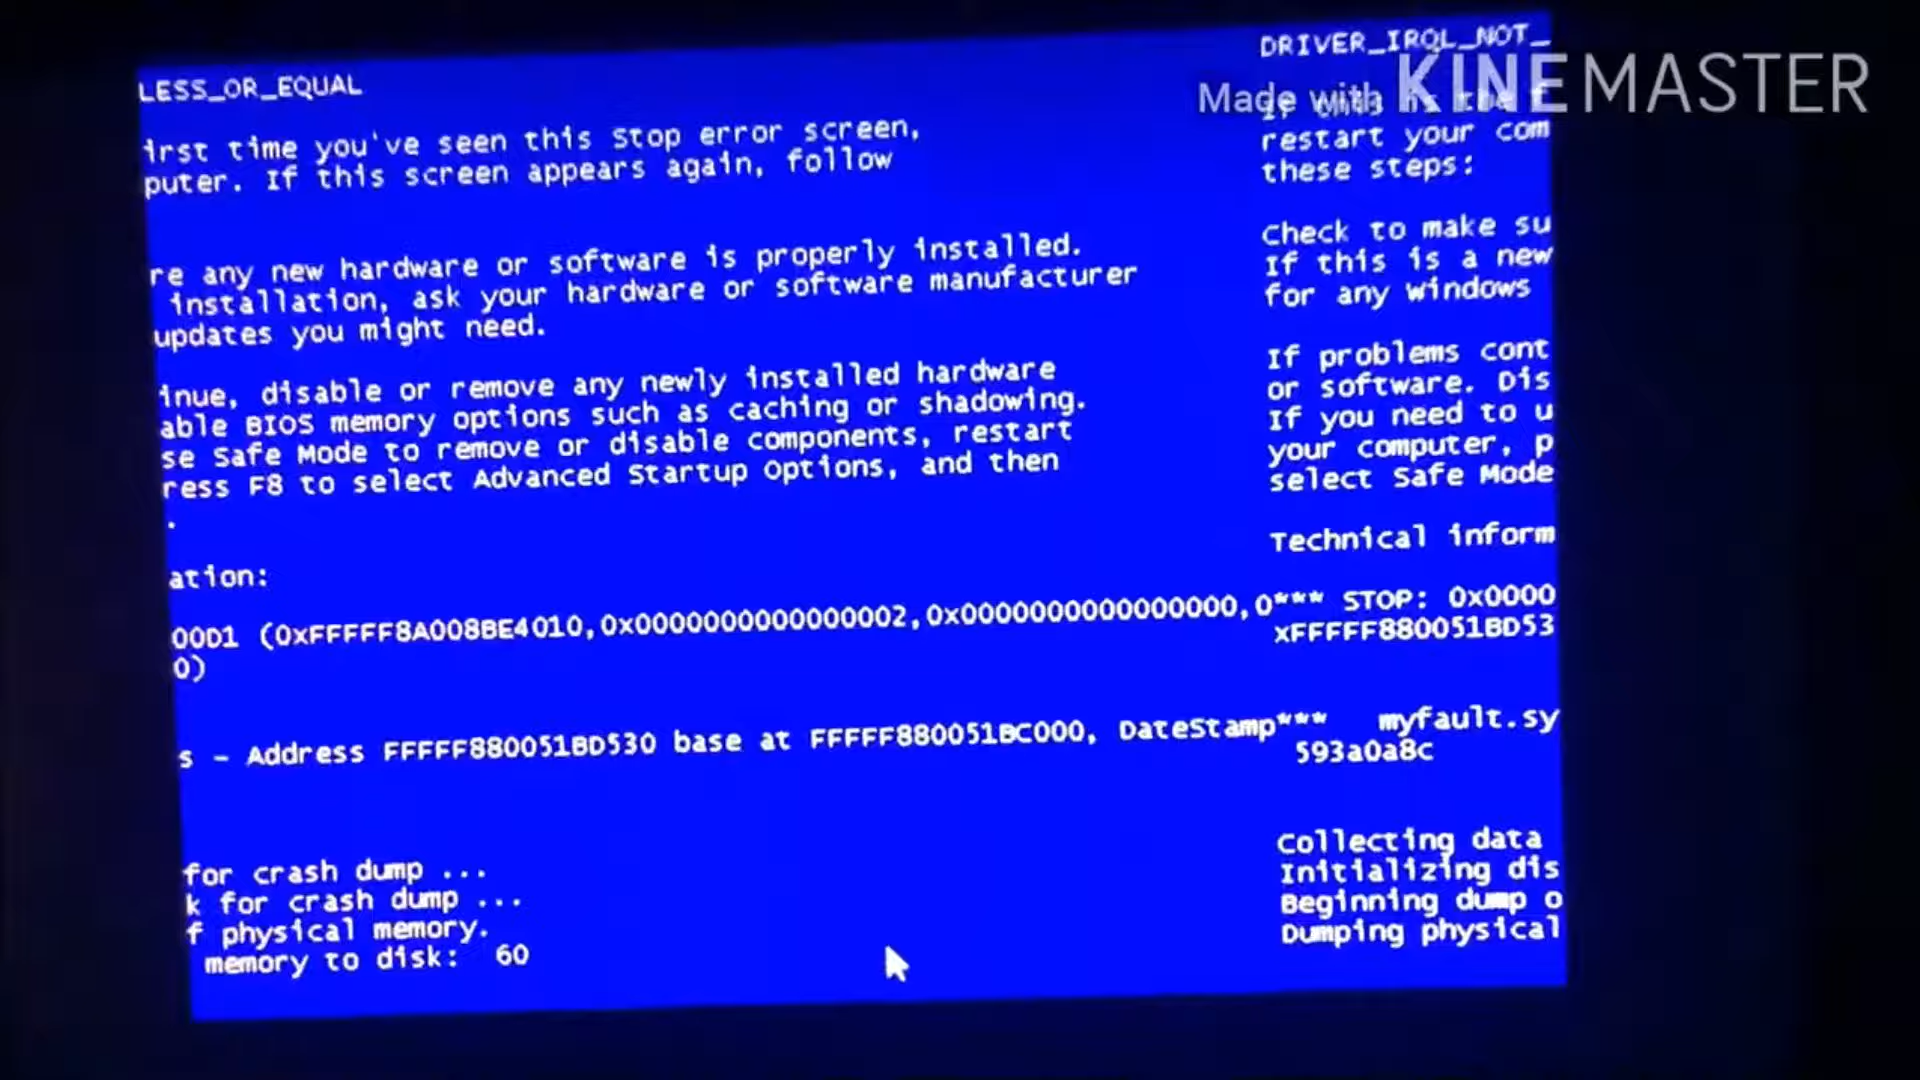 DRIVER_IRQL_NOT_
LESS_OR_EQUAL
Made with KINEMASTER
If this is the f
irst time you've seen this Stop error screen,
restart your com
puter. If this screen appears again, follow
these steps:
Check to make su
re any new hardware or software is properly installed.
If this is a new
installation, ask your hardware or software manufacturer
for any Windows
updates you might need.
If problems cont
inue, disable or remove any newly installed hardware
or software. Dis
able BIOS memory options such as caching or shadowing.
If you need to u
se Safe Mode to remove or disable components, restart
your computer, p
ress F8 to select Advanced Startup Options, and then
select Safe Mode
.
Technical inform
ation:
*** STOP: 0x0000
00D1 (0xFFFFF8A008BE4010,0x0000000000000002,0x0000000000000000,0
xFFFFF880051BD53
0)
*** myfault.sy
s - Address FFFFF880051BD530 base at FFFFF880051BC000, DateStamp
593a0a8c
Collecting data
for crash dump ...
Initializing dis
k for crash dump ...
Beginning dump o
f physical memory.
Dumping physical
memory to disk: 60